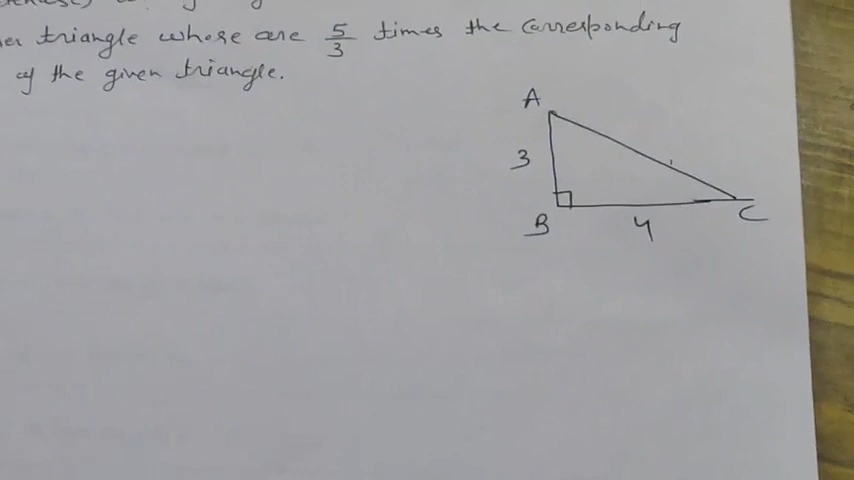 triangle whose are 5/3 times the corresponding
of the given triangle.
A
3
B
4
C